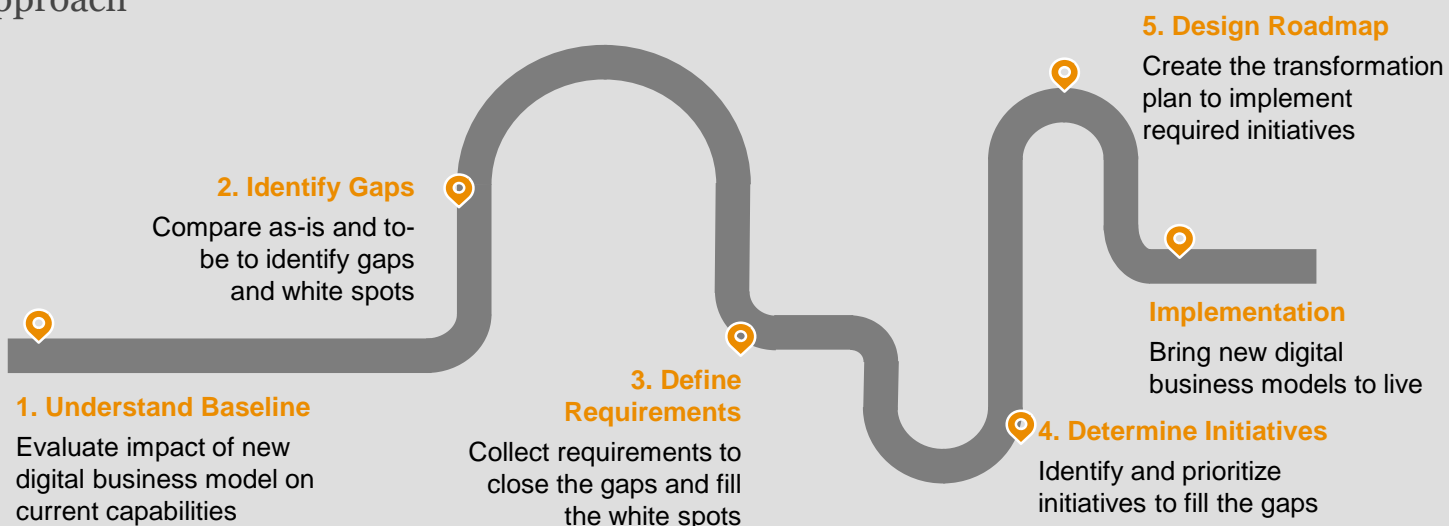 1. Understand Baseline
Evaluate impact of new
digital business model on
current capabilities
2. Identify Gaps
Compare as-is and to-
be to identify gaps
and white spots
3. Define
Requirements
Collect requirements to
close the gaps and fill
the white spots
4. Determine Initiatives
Identify and prioritize
initiatives to fill the gaps
5. Design Roadmap
Create the transformation
plan to implement
required initiatives
Implementation
Bring new digital
business models to live